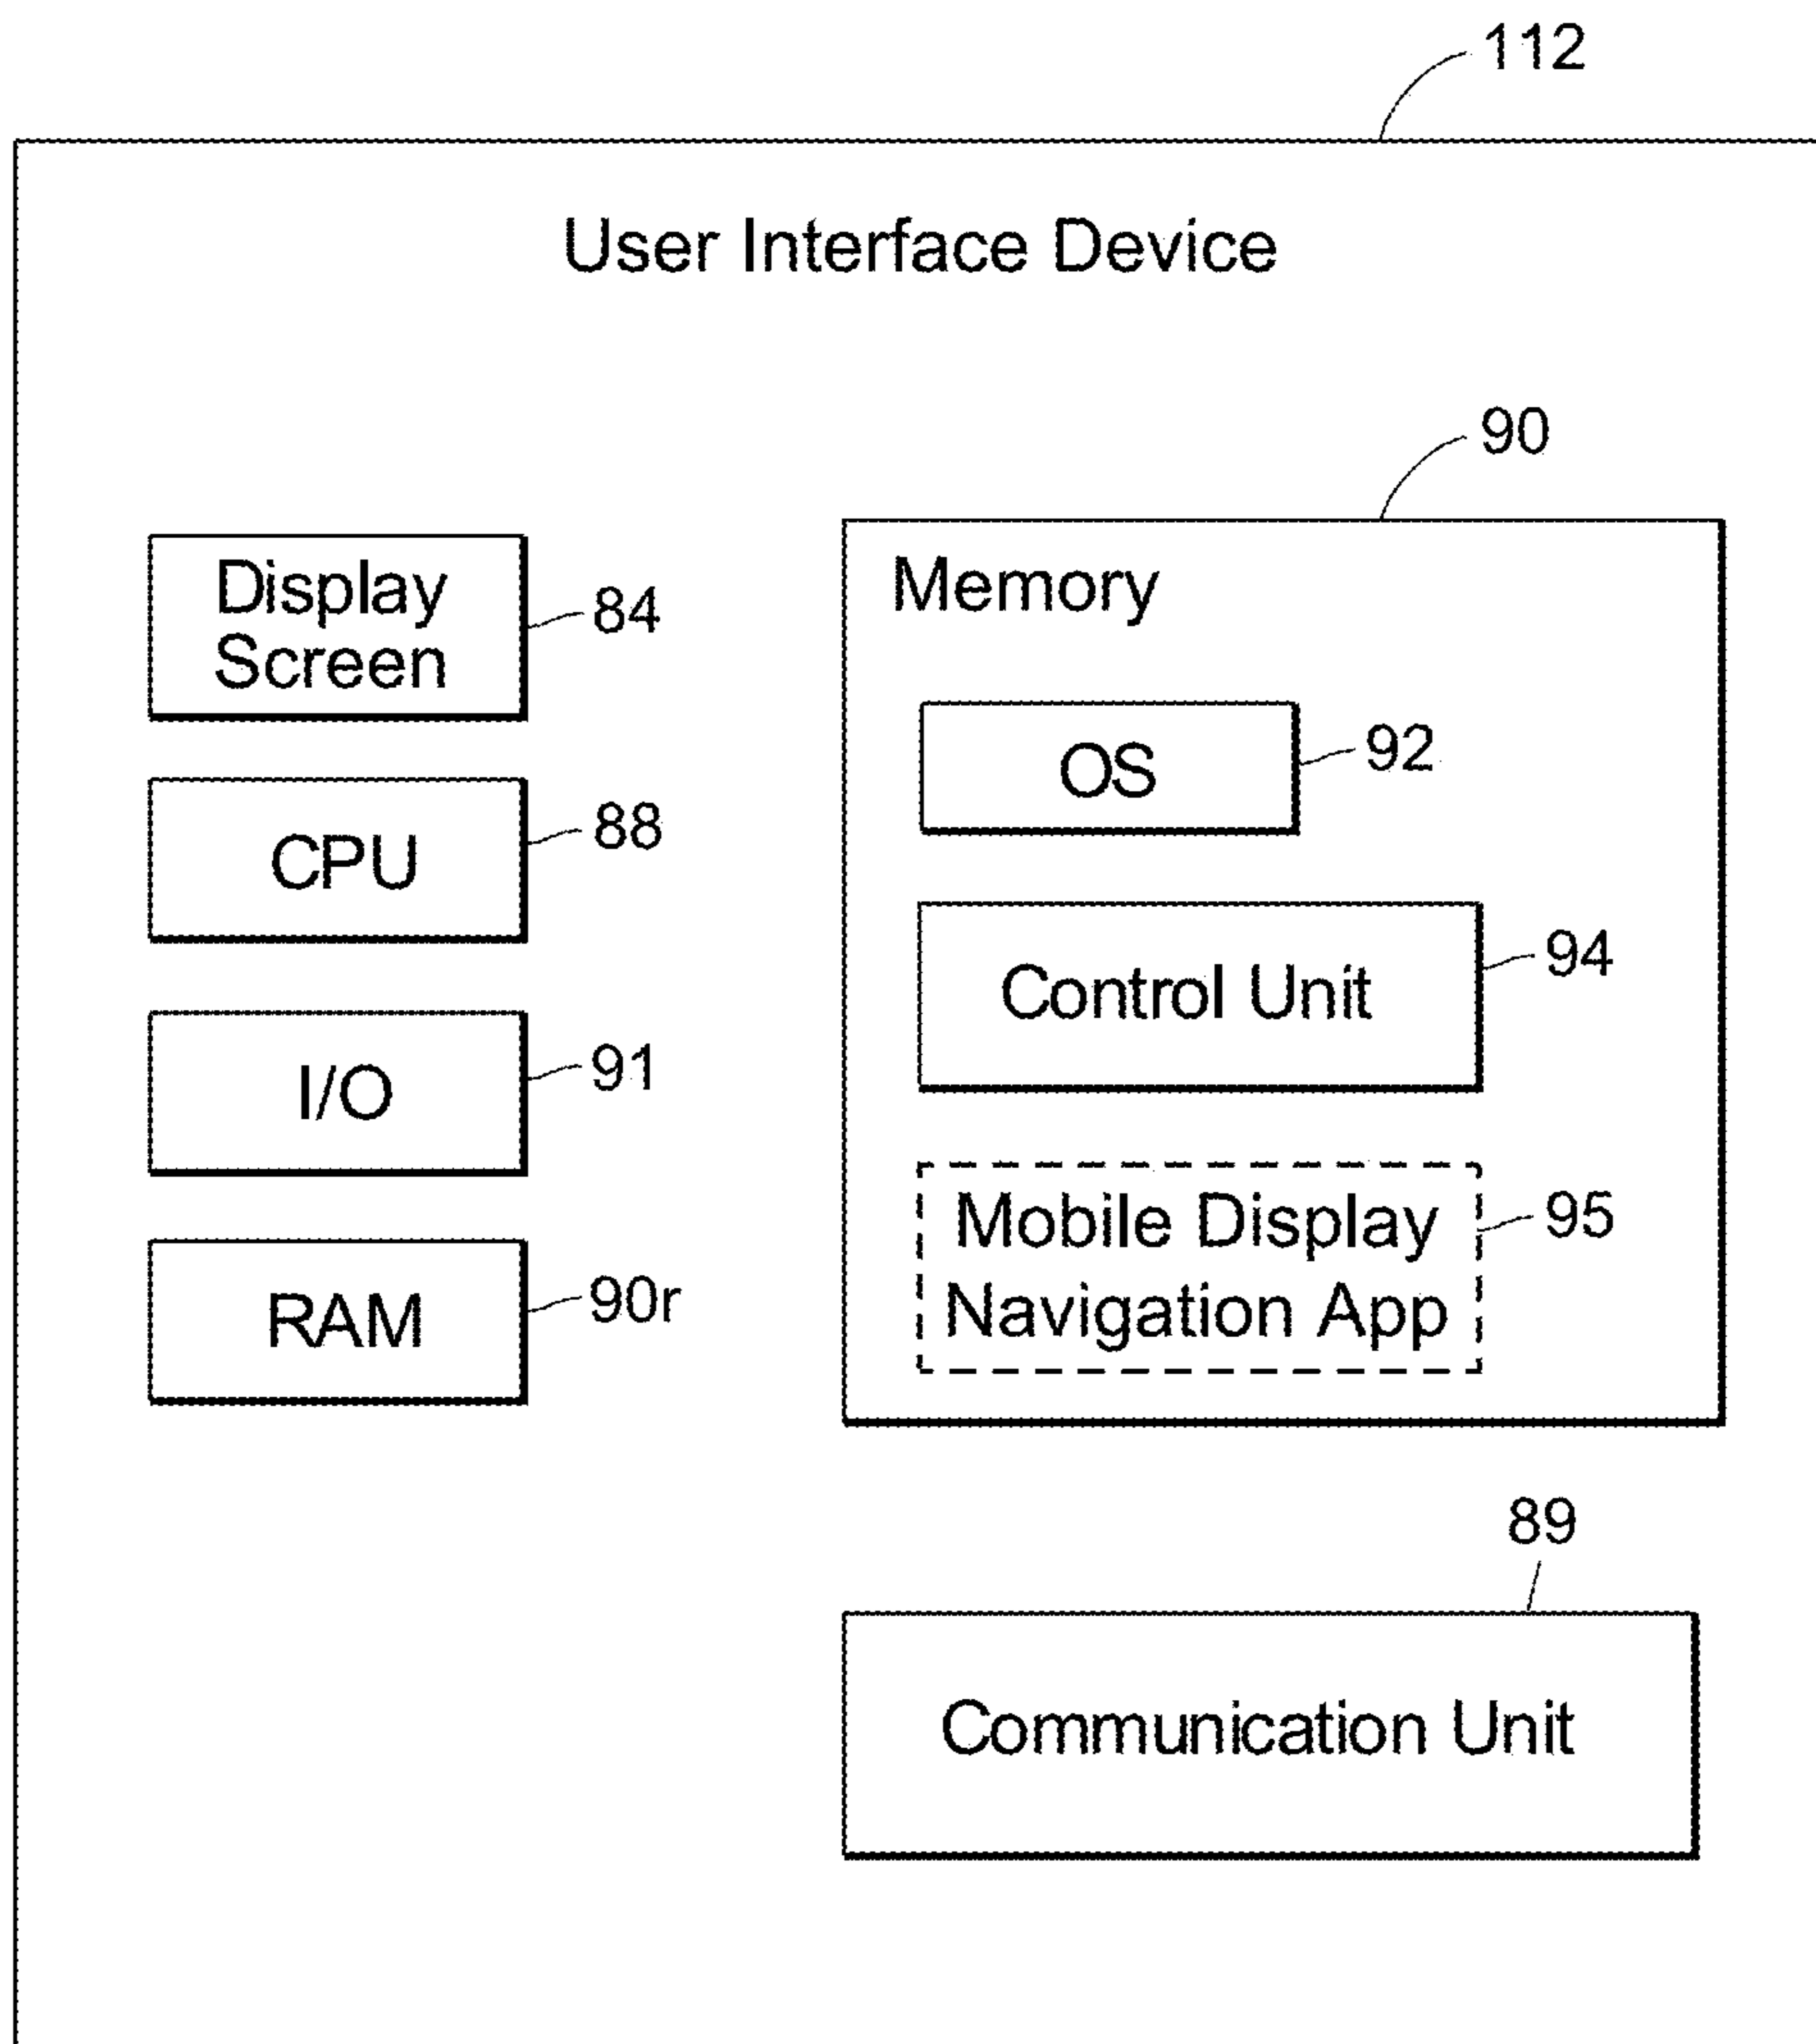 112
User Interface Device
90
Display
Screen
84
CPU
88
I/O
91
RAM
90r
Memory
OS
92
Control Unit
94
Mobile Display
Navigation App
95
89
Communication Unit